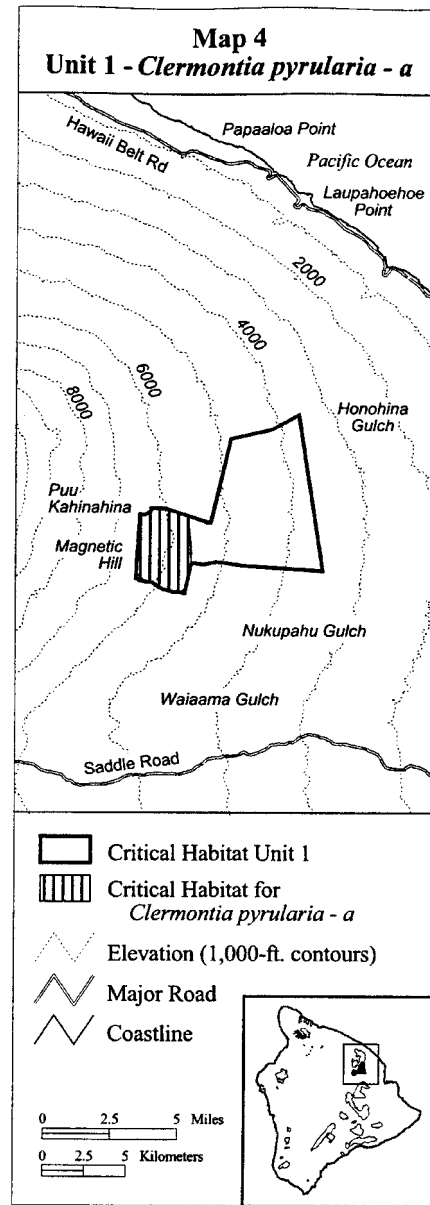 Map 4
Unit 1 - Clermontia pyrularia - a
Papaaloa Point
Hawaii Belt Rd
Pacific Ocean
Laupahoehoe
Point
2000
4000
6000
8000
Honohina
Gulch
Puu
Kahinahina
Magnetic
Hill
Nukupahu Gulch
Waiaama Gulch
Saddle Road
Critical Habitat Unit 1
Critical Habitat for
Clermontia pyrularia - a
Elevation (1,000-ft. contours)
Major Road
Coastline
0 2.5 5 Miles
0 2.5 5 Kilometers